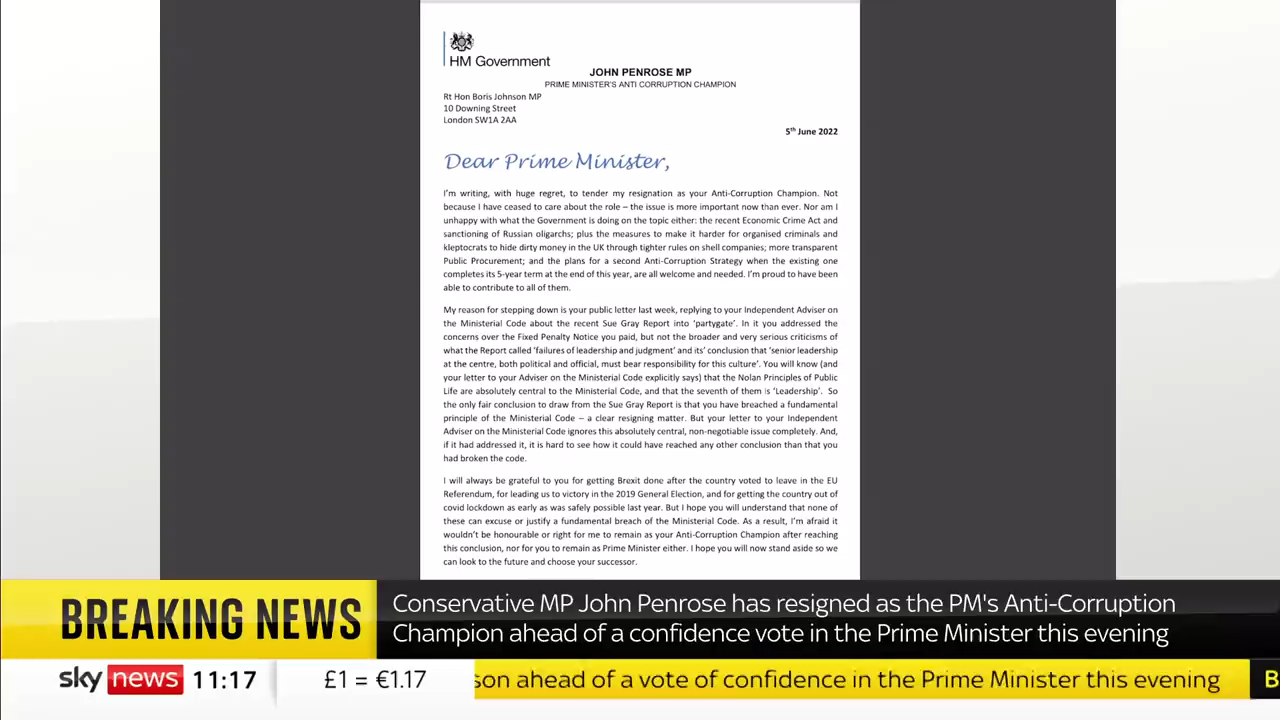 HM Government
JOHN PENROSE MP
PRIME MINISTER'S ANTI CORRUPTION CHAMPION
Rt Hon Boris Johnson MP
10 Downing Street
London SW1A 2AA
5th June 2022
Dear Prime Minister,
I'm writing, with huge regret, to tender my resignation as your Anti-Corruption Champion. Not
because I have ceased to care about the role – the issue is more important now than ever. Nor am I
unhappy with what the Government is doing on the topic either: the recent Economic Crime Act and
sanctioning of Russian oligarchs; plus the measures to make it harder for organised criminals and
kleptocrats to hide dirty money in the UK through tighter rules on shell companies; more transparent
Public Procurement; and the plans for a second Anti-Corruption Strategy when the existing one
completes its 5-year term at the end of this year, are all welcome and needed. I'm proud to have been
able to contribute to all of them.
My reason for stepping down is your public letter last week, replying to your Independent Adviser on
the Ministerial Code about the recent Sue Gray Report into 'partygate'. In it you addressed the
concerns over the Fixed Penalty Notice you paid, but not the broader and very serious criticisms of
what the Report called 'failures of leadership and judgment' and its' conclusion that 'senior leadership
at the centre, both political and official, must bear responsibility for this culture'. You will know (and
your letter to your Adviser on the Ministerial Code explicitly says) that the Nolan Principles of Public
Life are absolutely central to the Ministerial Code, and that the seventh of them is 'Leadership'. So
the only fair conclusion to draw from the Sue Gray Report is that you have breached a fundamental
principle of the Ministerial Code – a clear resigning matter. But your letter to your Independent
Adviser on the Ministerial Code ignores this absolutely central, non-negotiable issue completely. And,
if it had addressed it, it is hard to see how it could have reached any other conclusion than that you
had broken the code.
I will always be grateful to you for getting Brexit done after the country voted to leave in the EU
Referendum, for leading us to victory in the 2019 General Election, and for getting the country out of
covid lockdown as early as was safely possible last year. But I hope you will understand that none of
these can excuse or justify a fundamental breach of the Ministerial Code. As a result, I'm afraid it
wouldn't be honourable or right for me to remain as your Anti-Corruption Champion after reaching
this conclusion, nor for you to remain as Prime Minister either. I hope you will now stand aside so we
can look to the future and choose your successor.
BREAKING NEWS
Conservative MP John Penrose has resigned as the PM's Anti-Corruption
Champion ahead of a confidence vote in the Prime Minister this evening
sky news 11:17 £1 = €1.17 son ahead of a vote of confidence in the Prime Minister this evening B